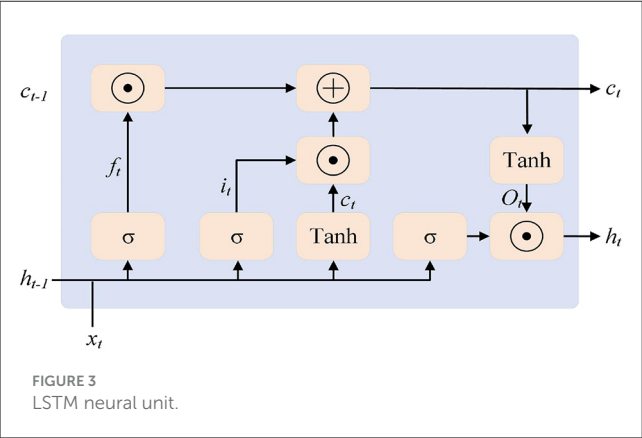 c_{t-1} ⊙ ⊕ c_t
f_t i_t ⊙ Tanh
c_t O_t
σ σ Tanh σ ⊙ h_t
h_{t-1}
x_t
FIGURE 3
LSTM neural unit.